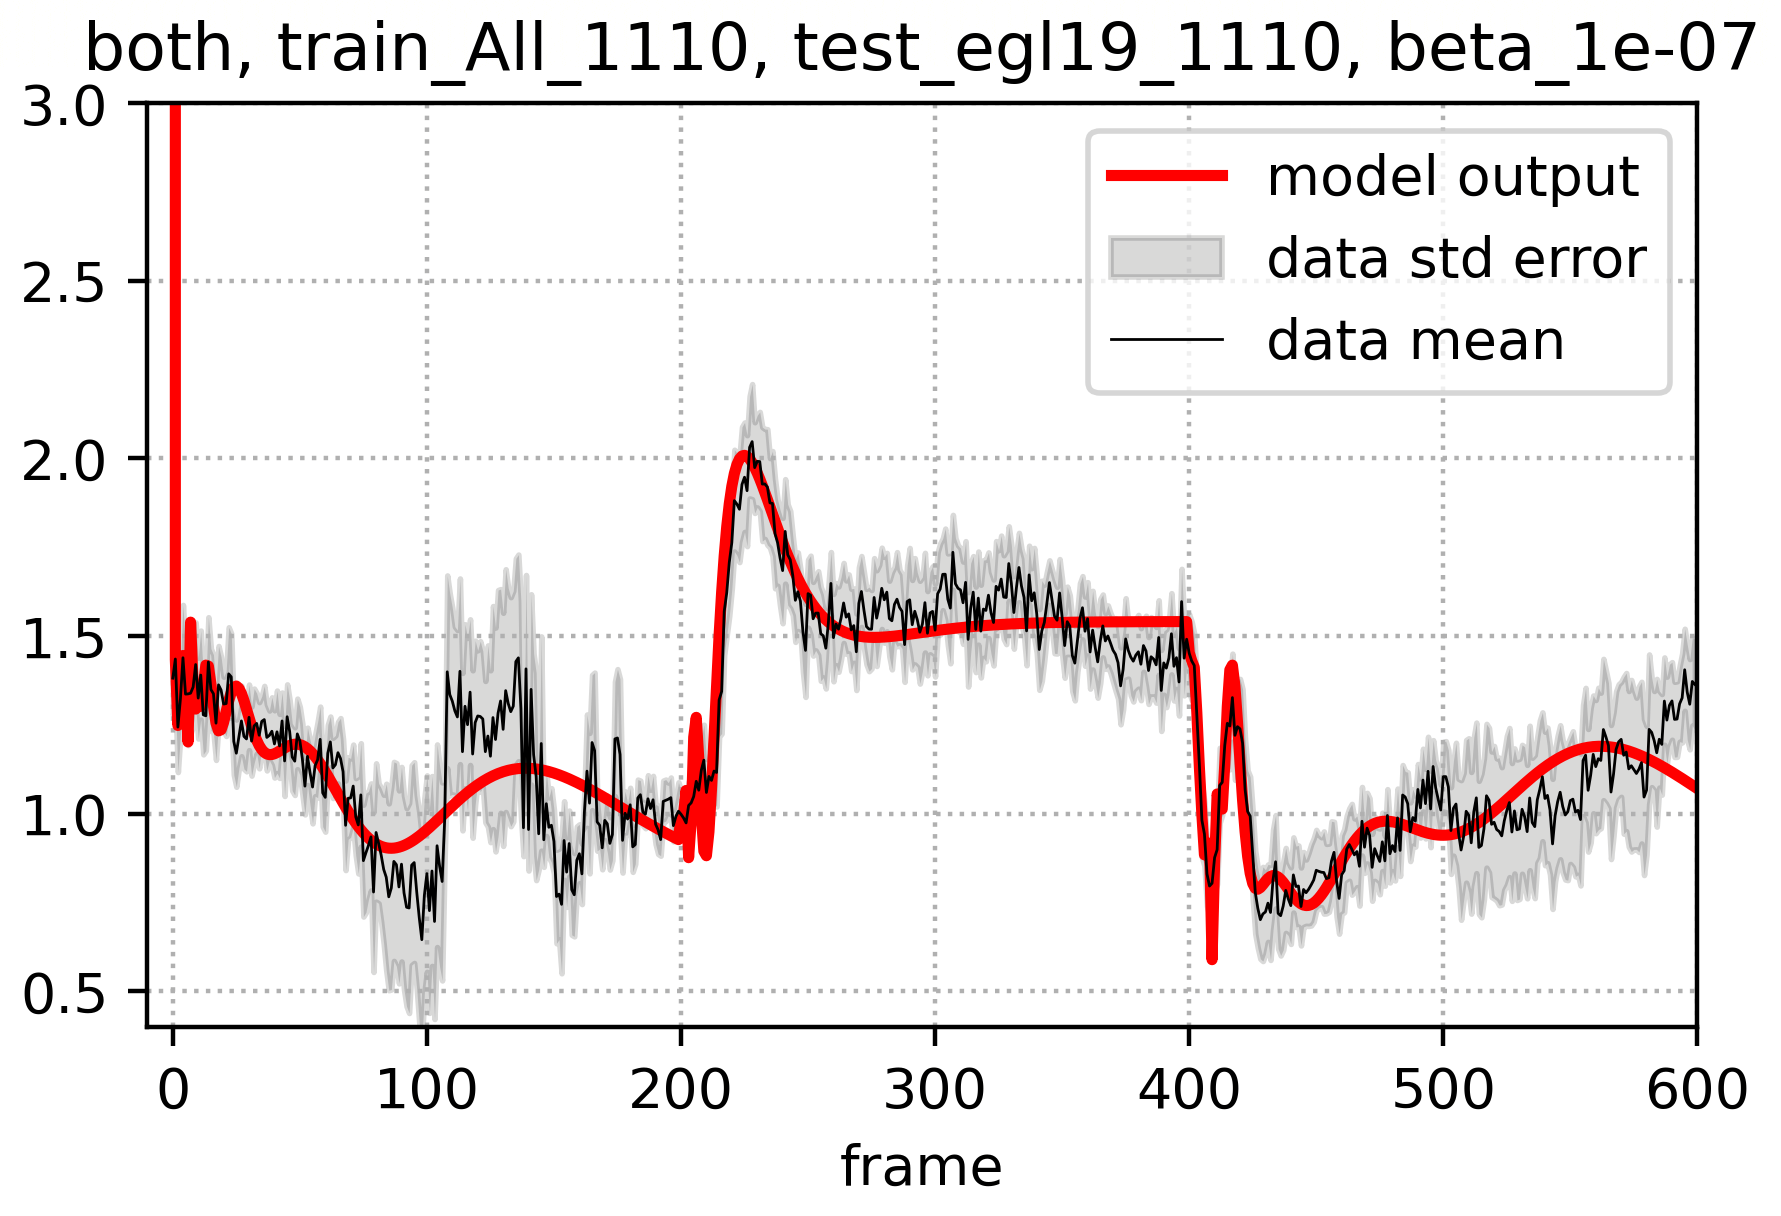 both, train_All_1110, test_egl19_1110, beta_1e-07
3.0
2.5
2.0
1.5
1.0
0.5
model output
data std error
data mean
0 100 200 300 400 500 600
frame